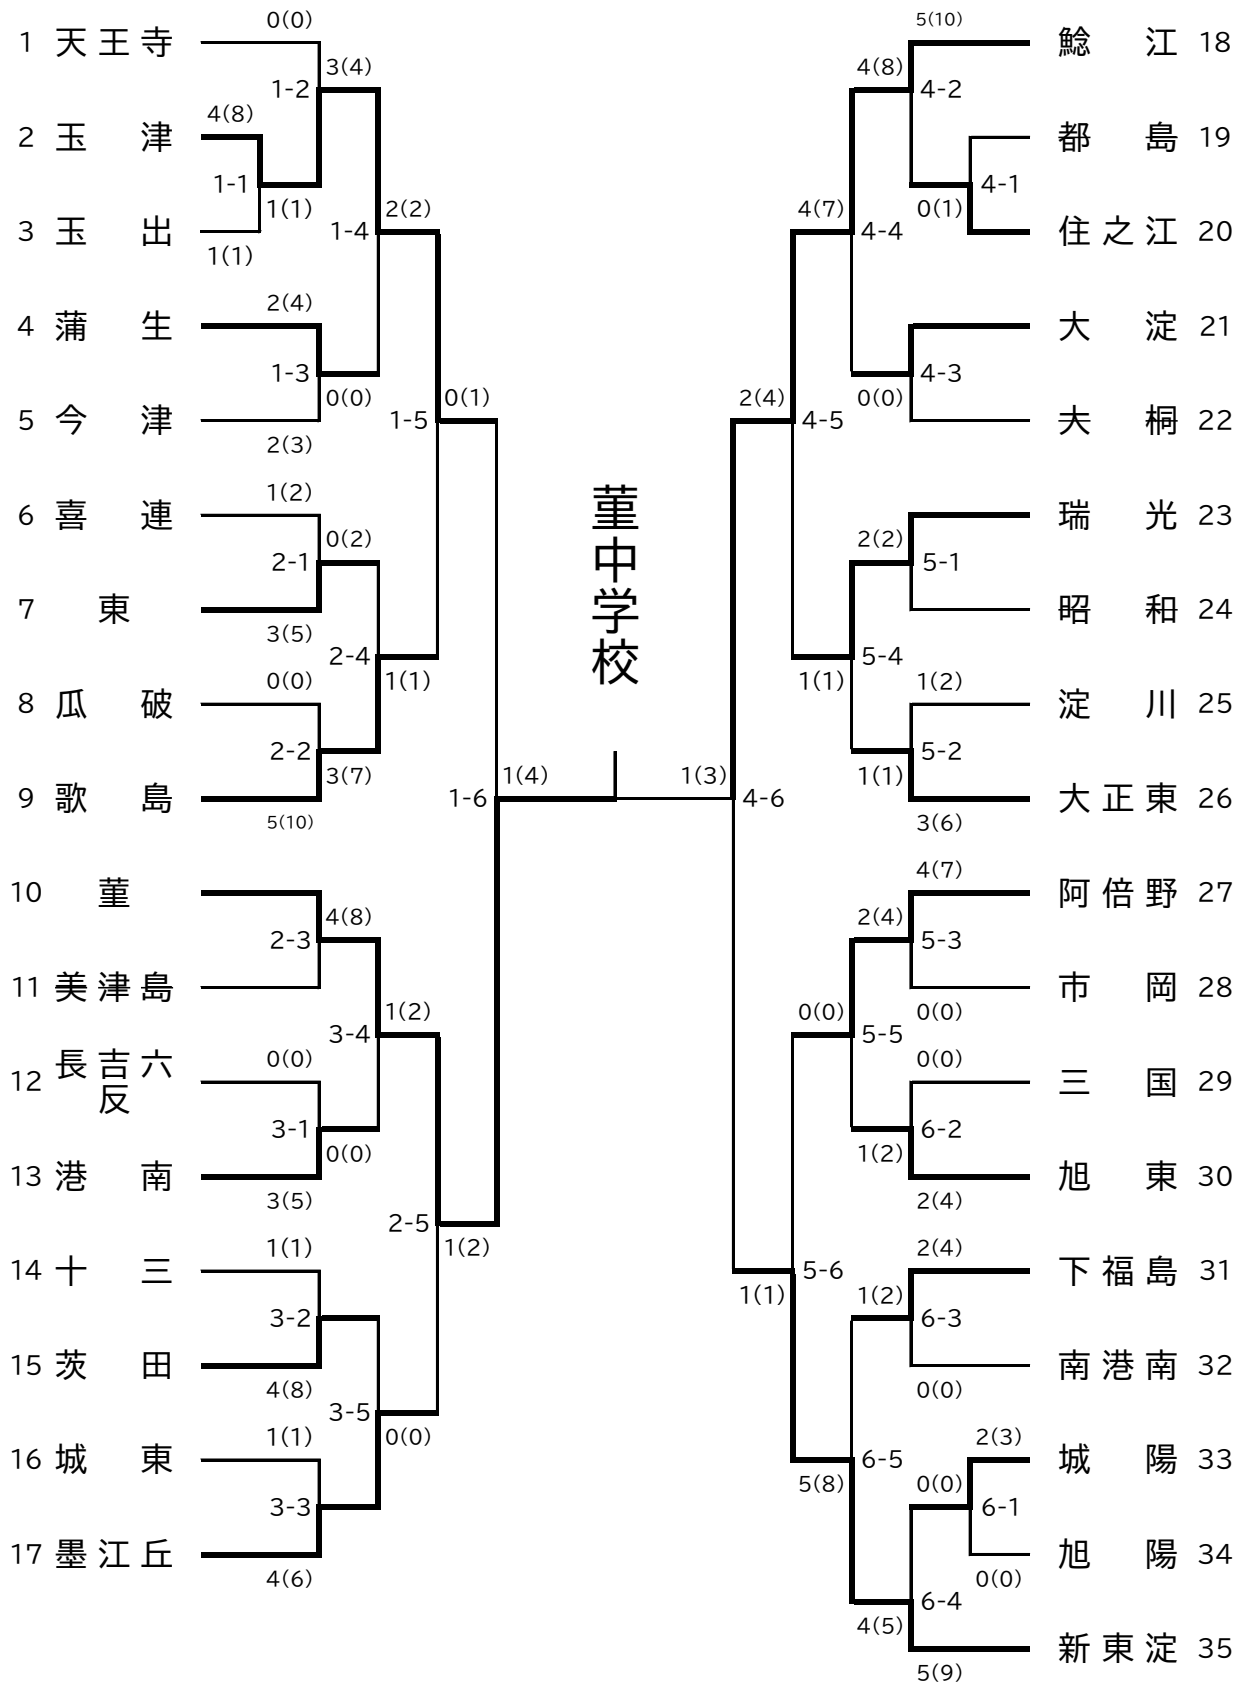 0(0)
1 天王寺
3(4)
1-2
4(8)
2 玉津
1-1
1(1)
2(2)
3 玉出
1-4
1(1)
2(4)
4 蒲生
1-3
0(0)
0(1)
5 今津
1-5
2(3)
1(2)
6 喜連
0(2)
2-1
7 東
3(5)
2-4
0(0)
1(1)
8 瓜破
2-2
3(7)
1(4)
9 歌島
1-6
5(10)
10 菫
4(8)
2-3
11 美津島
1(2)
3-4
12 長吉六反
0(0)
3-1
0(0)
13 港南
3(5)
2-5
1(2)
1(1)
14 十三
3-2
15 茨田
4(8)
3-5
0(0)
1(1)
16 城東
3-3
17 墨江丘
4(6)
菫中学校
5(10)
鯰江 18
4(8)
4-2
都島 19
4-1
4(7)
0(1)
住之江 20
4-4
大淀 21
4-3
2(4)
0(0)
大桐 22
4-5
瑞光 23
2(2)
5-1
昭和 24
5-4
1(1)
1(2)
淀川 25
5-2
1(3)
1(1)
大正東 26
4-6
3(6)
4(7)
阿倍野 27
2(4)
5-3
市岡 28
0(0)
0(0)
5-5
0(0)
三国 29
6-2
1(2)
旭東 30
2(4)
2(4)
下福島 31
5-6
1(1)
1(2)
6-3
南港南 32
0(0)
2(3)
城陽 33
6-5
5(8)
0(0)
6-1
旭陽 34
0(0)
6-4
4(5)
新東淀 35
5(9)